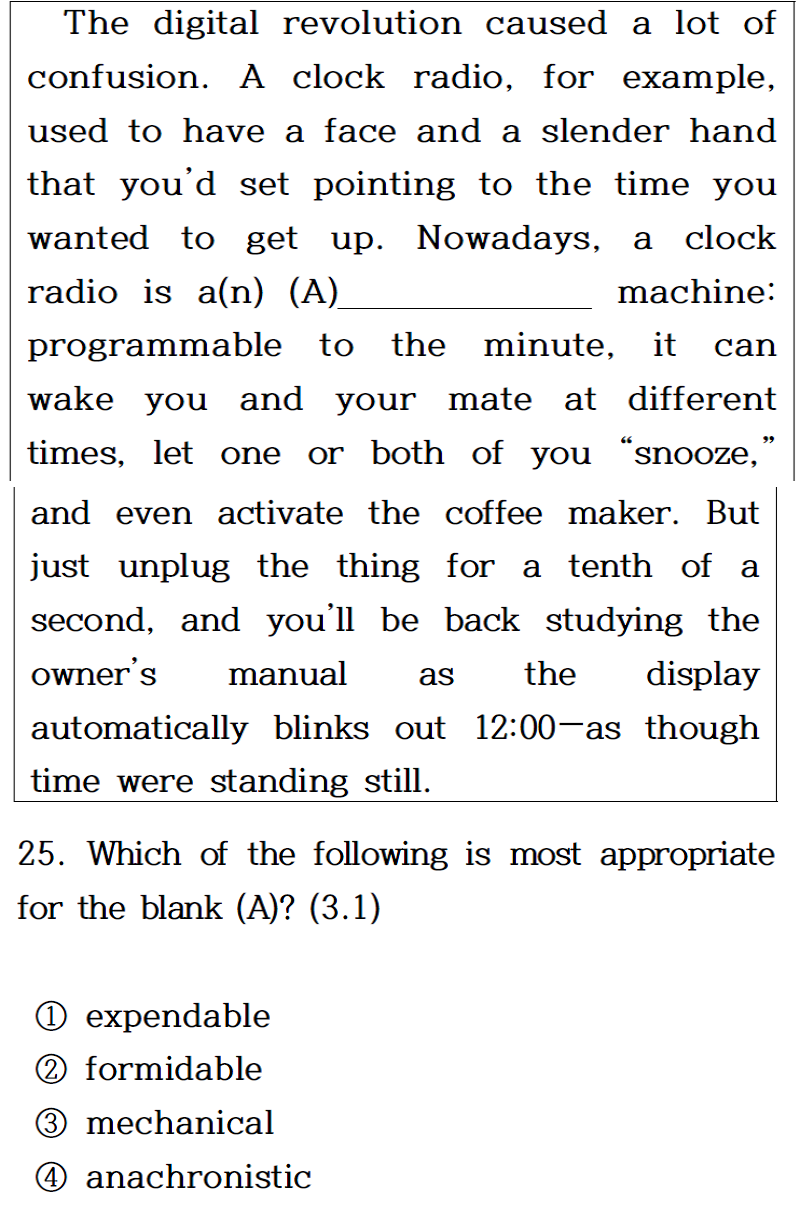 The digital revolution caused a lot of
confusion. A clock radio, for example,
used to have a face and a slender hand
that you'd set pointing to the time you
wanted to get up. Nowadays, a clock
radio is a(n) (A)______________ machine:
programmable to the minute, it can
wake you and your mate at different
times, let one or both of you “snooze,”
and even activate the coffee maker. But
just unplug the thing for a tenth of a
second, and you'll be back studying the
owner's manual as the display
automatically blinks out 12:00—as though
time were standing still.
25. Which of the following is most appropriate
for the blank (A)? (3.1)
① expendable
② formidable
③ mechanical
④ anachronistic